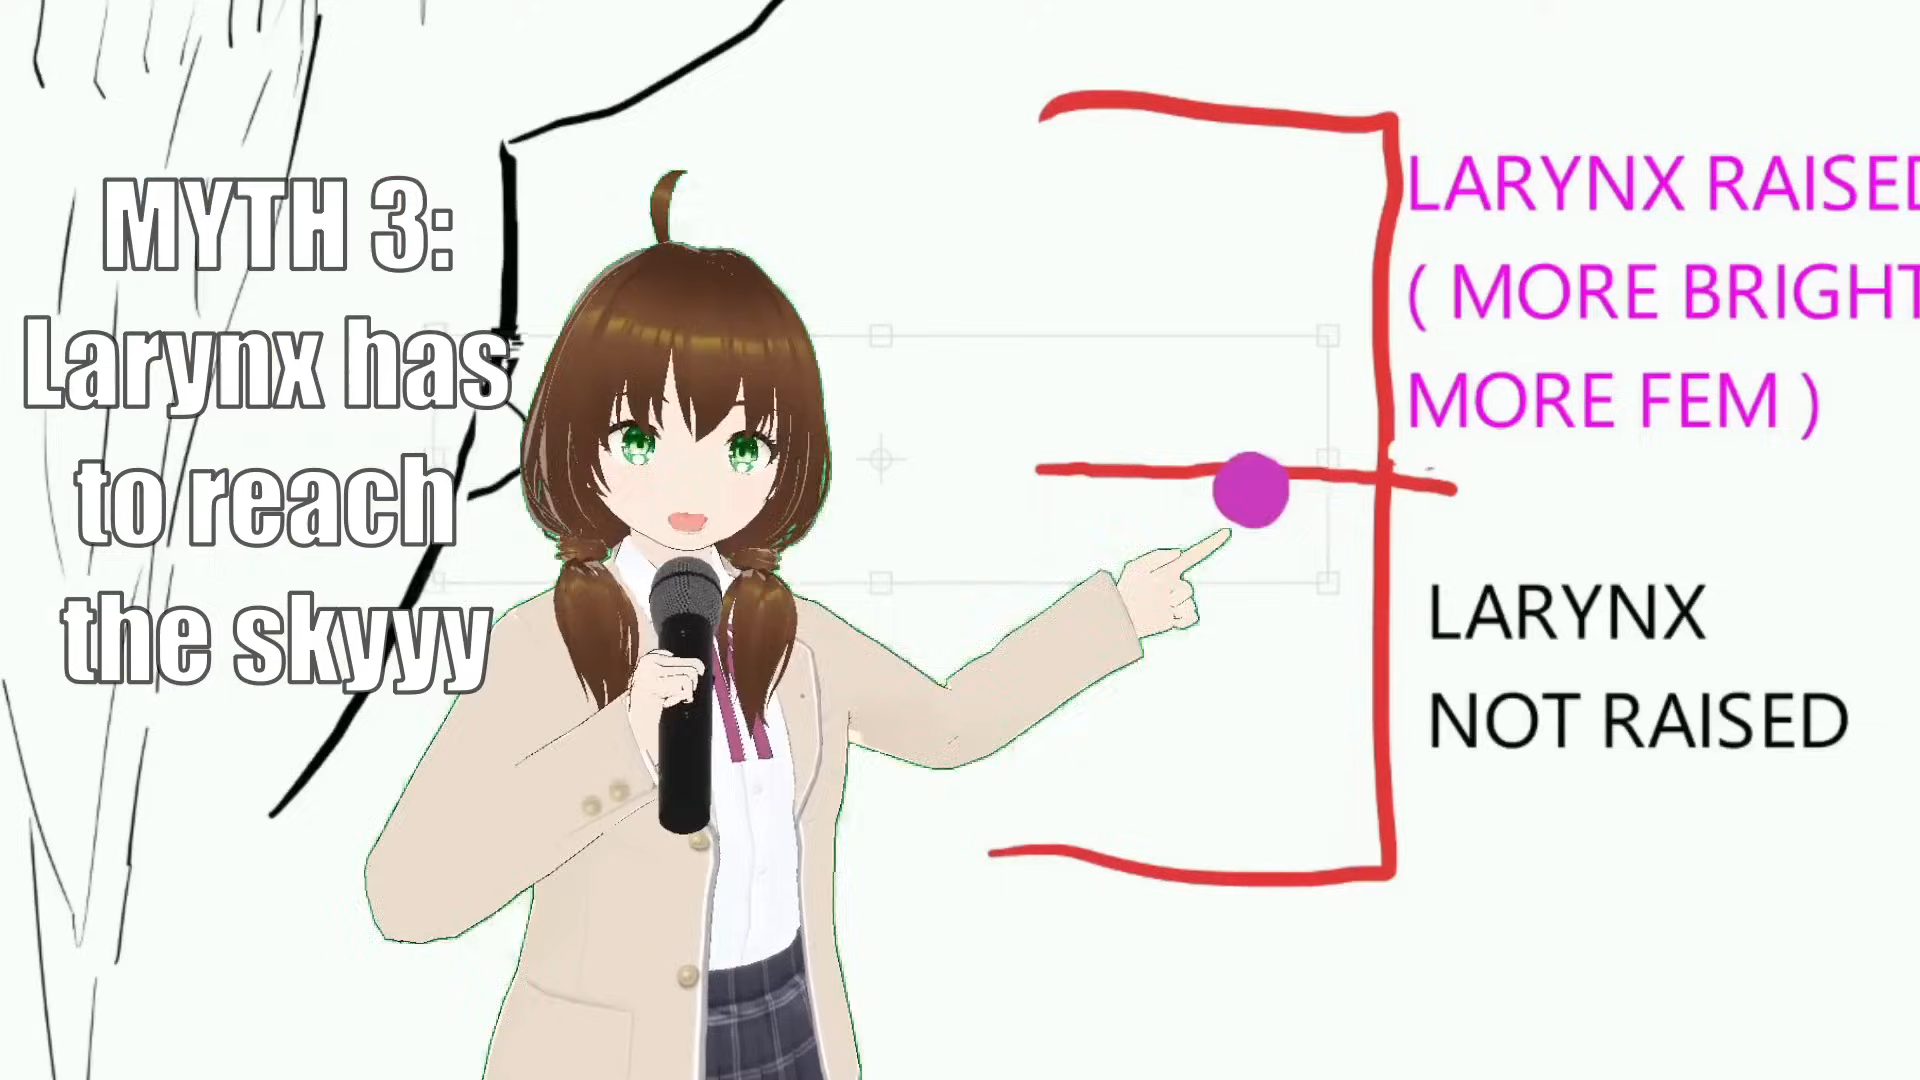 MYTH 3:
Larynx has
to reach
the skyyy
LARYNX RAISED
( MORE BRIGHT
MORE FEM )
LARYNX
NOT RAISED